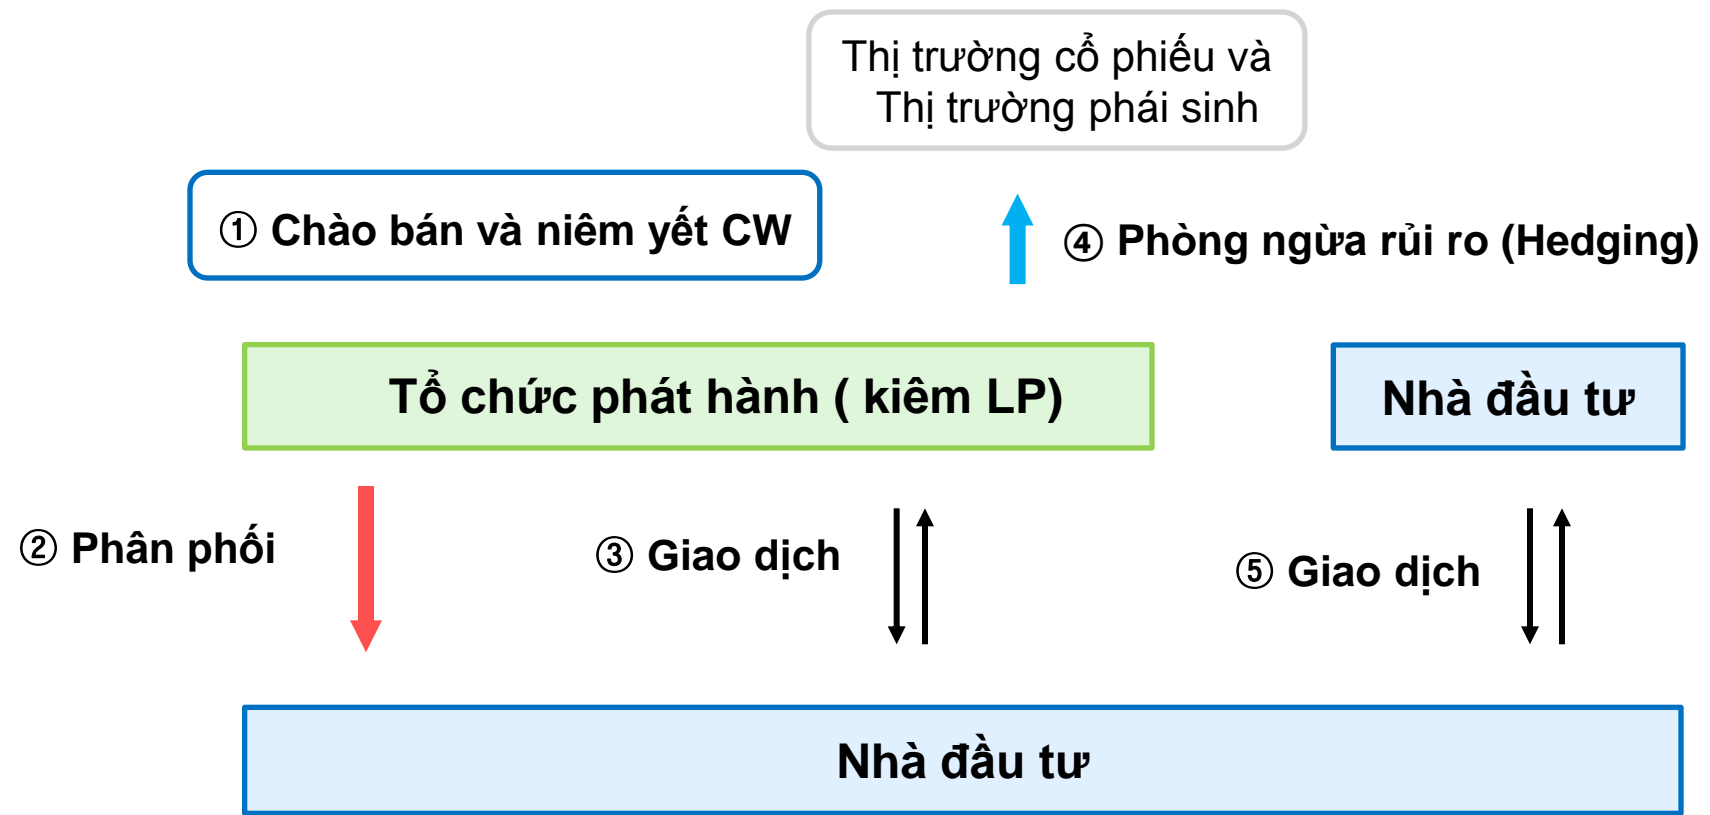 Thị trường cổ phiếu và
Thị trường phái sinh
① Chào bán và niêm yết CW
④ Phòng ngừa rủi ro (Hedging)
Tổ chức phát hành ( kiêm LP)
Nhà đầu tư
② Phân phối
③ Giao dịch
⑤ Giao dịch
Nhà đầu tư